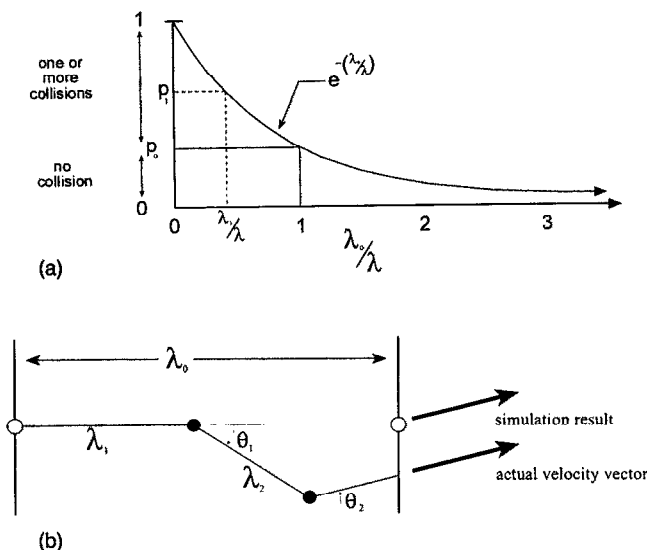 1
one or
more
collisions
p₁
p₀
no
collision
0
e^-(λ₀/λ)
0
λ₁/λ
1
2
3
λ₀/λ
(a)
λ₀
λ₁
θ₁
λ₂
θ₂
simulation result
actual velocity vector
(b)